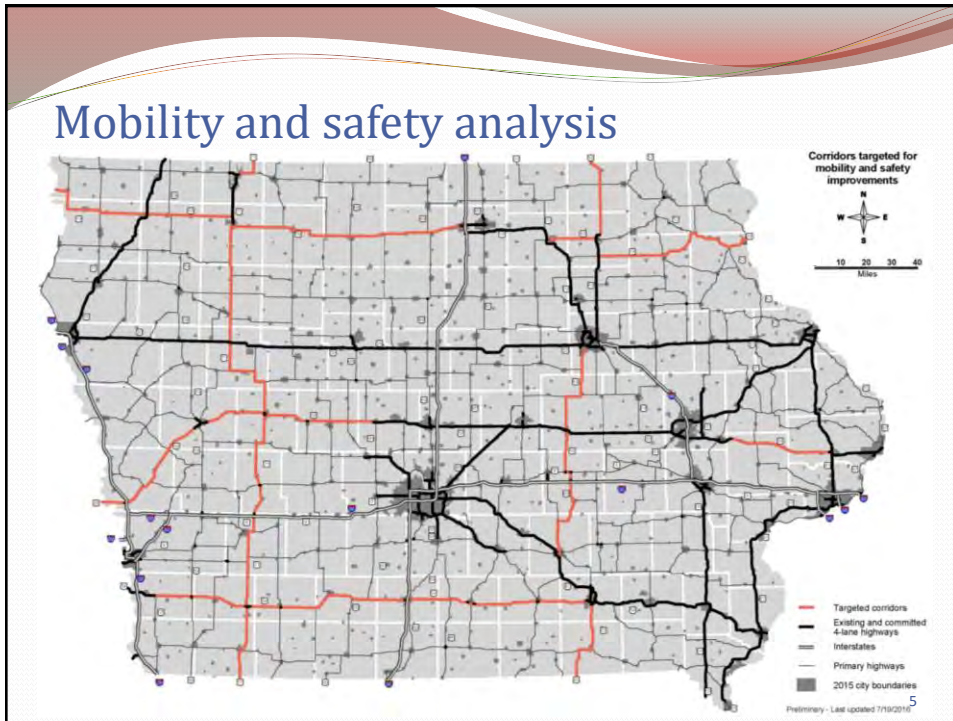 Mobility and safety analysis
Corridors targeted for
mobility and safety
improvements
N
W E
S
10 20 30 40
Miles
Targeted corridors
Existing and committed
4-lane highways
Interstates
Primary highways
2015 city boundaries
Preliminary - Last updated 7/19/2016
5